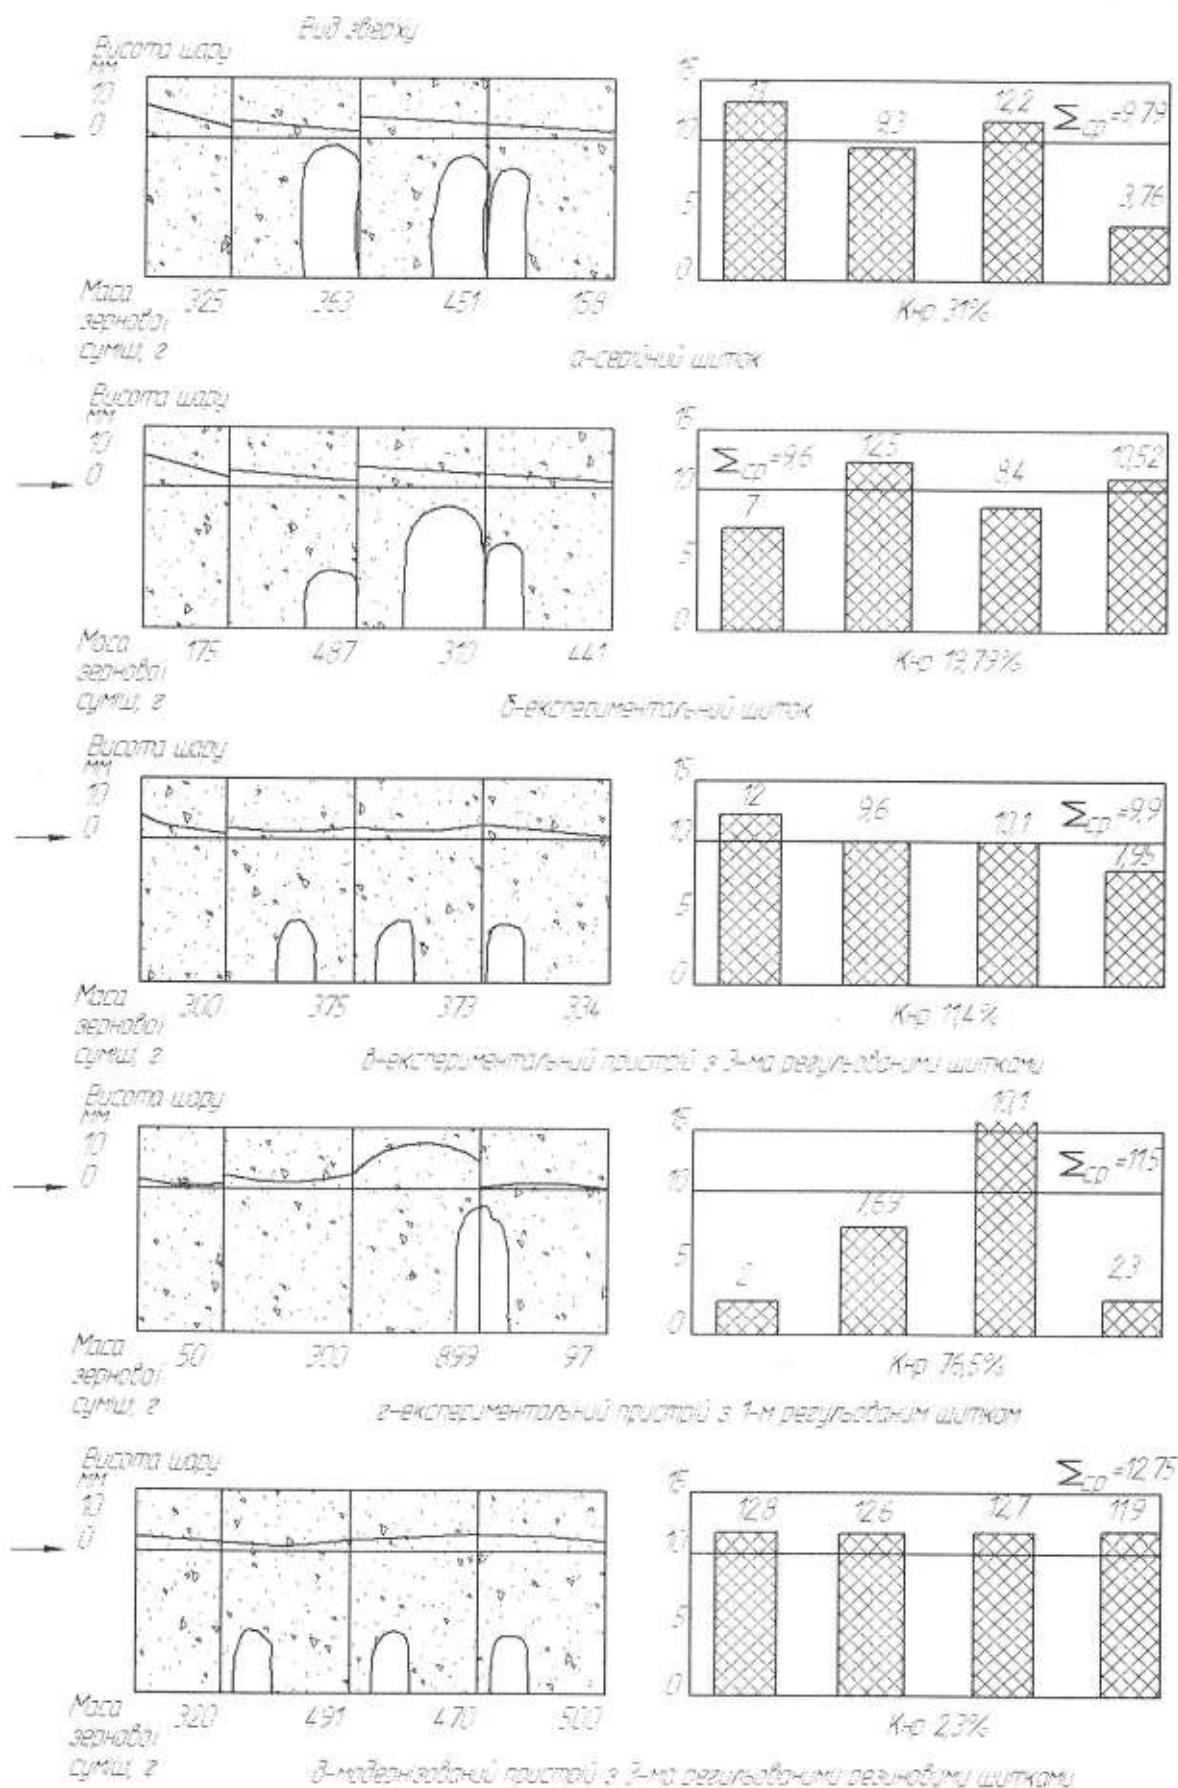 Вид зверху
Висота шару
мм
10
0
15
10
5
0
13
9,3
12,2
3,76
Σср=9,79
Маса зернової суміші, г
325 363 451 158
Кнр 31%
а-серійний щиток
Висота шару
мм
10
0
15
10
5
0
Σср=9,6
7
12,5
8,4
10,52
Маса зернової суміші, г
175 487 310 441
Кнр 19,79%
б-експериментальний щиток
Висота шару
мм
10
0
15
10
5
0
12
9,6
10,1
7,95
Σср=9,9
Маса зернової суміші, г
300 375 373 334
Кнр 11,4%
в-експериментальний пристрій з 3-ма регульованими щитками
Висота шару
мм
10
0
15
10
5
0
2
7,69
10,1
2,3
Σср=11,5
Маса зернової суміші, г
50 300 899 97
Кнр 76,5%
г-експериментальний пристрій з 1-м регульованим щитком
Висота шару
мм
10
0
15
10
5
0
12,8
12,6
12,7
11,9
Σср=12,75
Маса зернової суміші, г
320 491 470 500
Кнр 2,3%
д-модернізований пристрій з 3-ма регульованими резиновими щитками